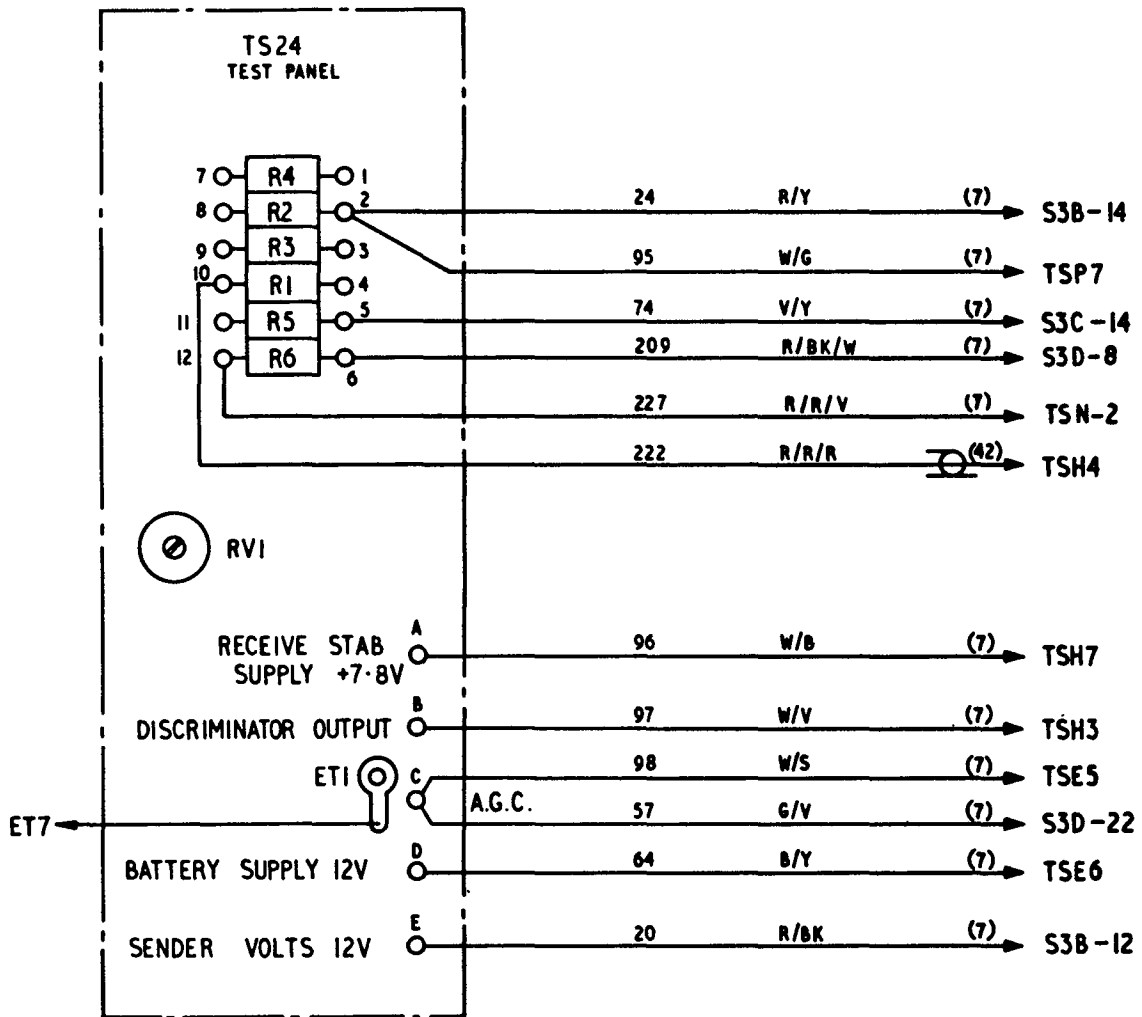 TS24
TEST PANEL
7 R4 1
8 R2 2 24 R/Y (7) S3B-14
9 R3 3 95 W/G (7) TSP7
10 R1 4
11 R5 5 74 V/Y (7) S3C-14
12 R6 6 209 R/BK/W (7) S3D-8
227 R/R/V (7) TSN-2
222 R/R/R (42) TSH4
RV1
RECEIVE STAB A 96 W/B (7) TSH7
SUPPLY +7·8V
DISCRIMINATOR OUTPUT B 97 W/V (7) TSH3
ET1 C 98 W/S (7) TSE5
A.G.C.
ET7 57 G/V (7) S3D-22
BATTERY SUPPLY 12V D 64 B/Y (7) TSE6
SENDER VOLTS 12V E 20 R/BK (7) S3B-12